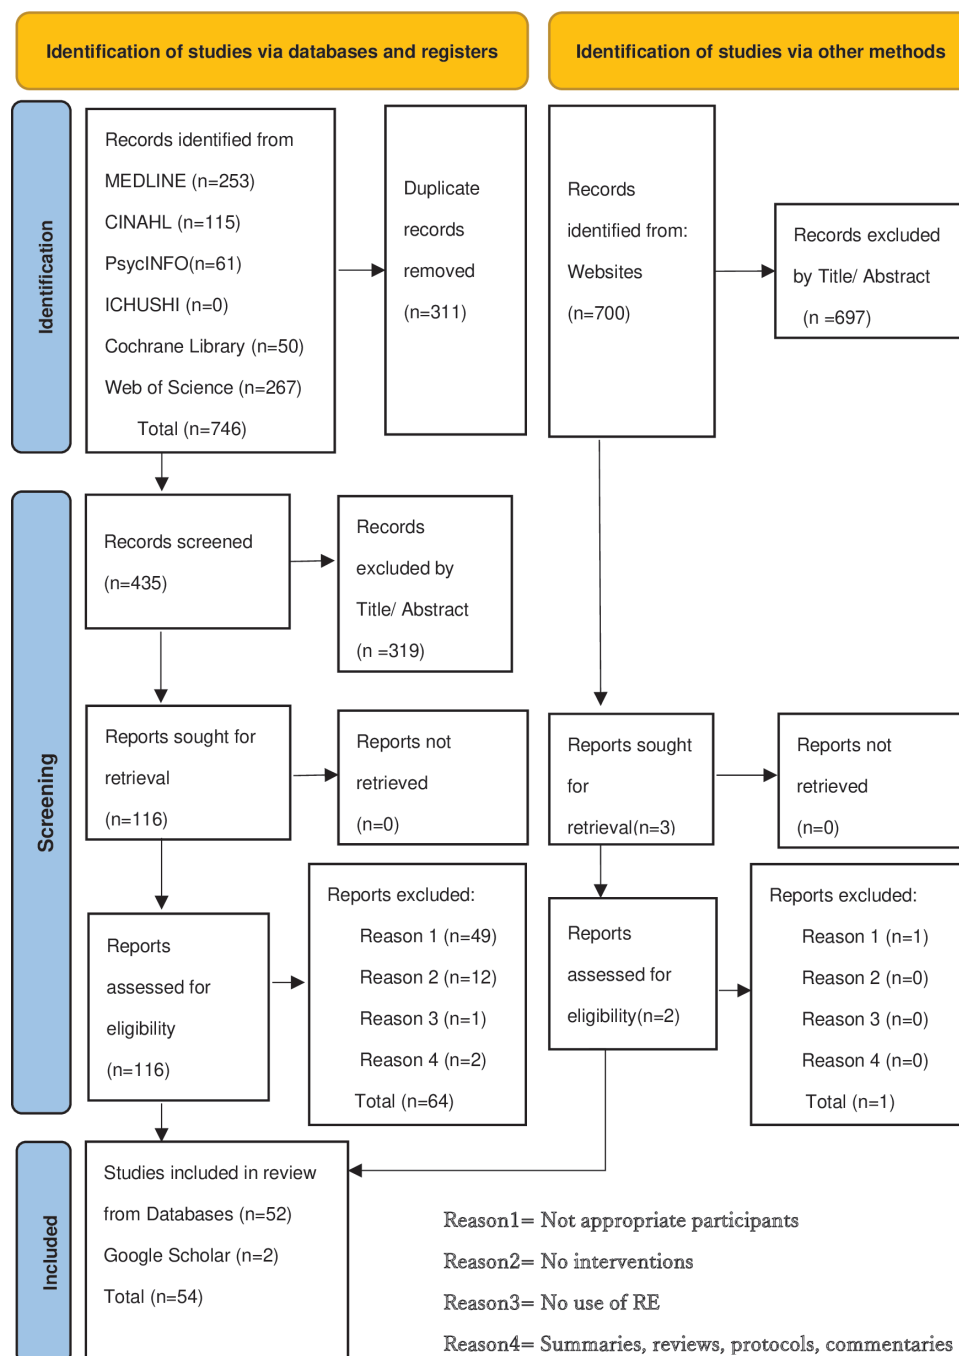 Identification of studies via databases and registers
Identification of studies via other methods
Identification
Records identified from
MEDLINE (n=253)
CINAHL (n=115)
PsycINFO(n=61)
ICHUSHI (n=0)
Cochrane Library (n=50)
Web of Science (n=267)
Total (n=746)
Duplicate
records
removed
(n=311)
Records
identified from:
Websites
(n=700)
Records excluded
by Title/ Abstract
(n =697)
Screening
Records screened
(n=435)
Records
excluded by
Title/ Abstract
(n =319)
Reports sought for
retrieval
(n=116)
Reports not
retrieved
(n=0)
Reports sought
for
retrieval(n=3)
Reports not
retrieved
(n=0)
Reports
assessed for
eligibility
(n=116)
Reports excluded:
Reason 1 (n=49)
Reason 2 (n=12)
Reason 3 (n=1)
Reason 4 (n=2)
Total (n=64)
Reports
assessed for
eligibility(n=2)
Reports excluded:
Reason 1 (n=1)
Reason 2 (n=0)
Reason 3 (n=0)
Reason 4 (n=0)
Total (n=1)
Included
Studies included in review
from Databases (n=52)
Google Scholar (n=2)
Total (n=54)
Reason1= Not appropriate participants
Reason2= No interventions
Reason3= No use of RE
Reason4= Summaries, reviews, protocols, commentaries